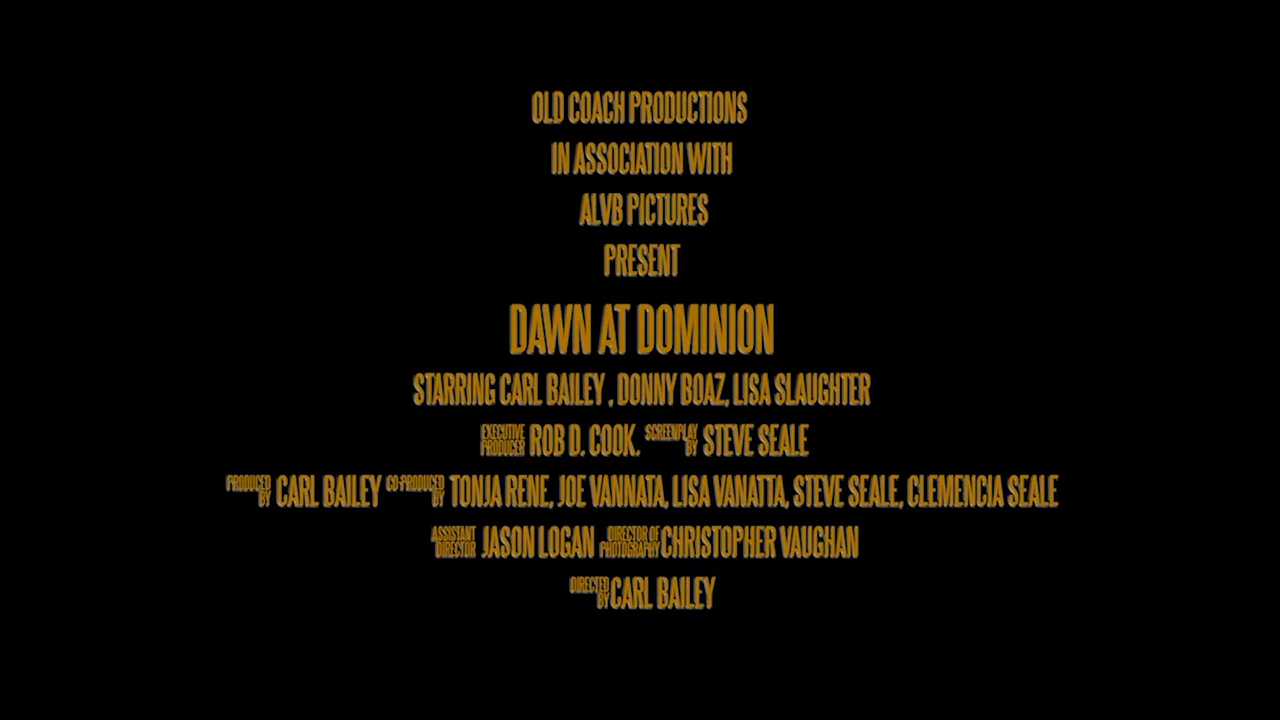 OLD COACH PRODUCTIONS
IN ASSOCIATION WITH
ALVB PICTURES
PRESENT
DAWN AT DOMINION
STARRING CARL BAILEY , DONNY BOAZ, LISA SLAUGHTER
EXECUTIVE PRODUCER ROB D. COOK. SCREENPLAY BY STEVE SEALE
PRODUCED BY CARL BAILEY CO-PRODUCED BY TONJA RENE, JOE VANNATA, LISA VANATTA, STEVE SEALE, CLEMENCIA SEALE
ASSISTANT DIRECTOR JASON LOGAN DIRECTOR OF PHOTOGRAPHY CHRISTOPHER VAUGHAN
DIRECTED BY CARL BAILEY